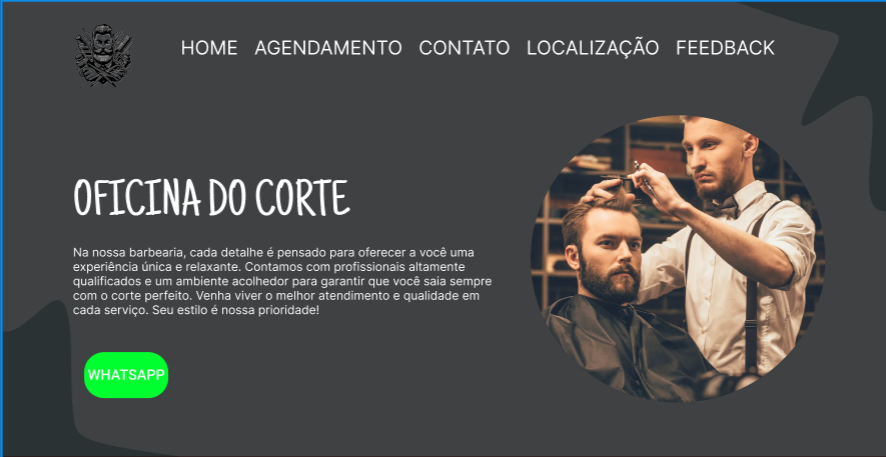 HOME AGENDAMENTO CONTATO LOCALIZAÇÃO FEEDBACK
OFICINA DO CORTE
Na nossa barbearia, cada detalhe é pensado para oferecer a você uma
experiência única e relaxante. Contamos com profissionais altamente
qualificados e um ambiente acolhedor para garantir que você saia sempre
com o corte perfeito. Venha viver o melhor atendimento e qualidade em
cada serviço. Seu estilo é nossa prioridade!
WHATSAPP